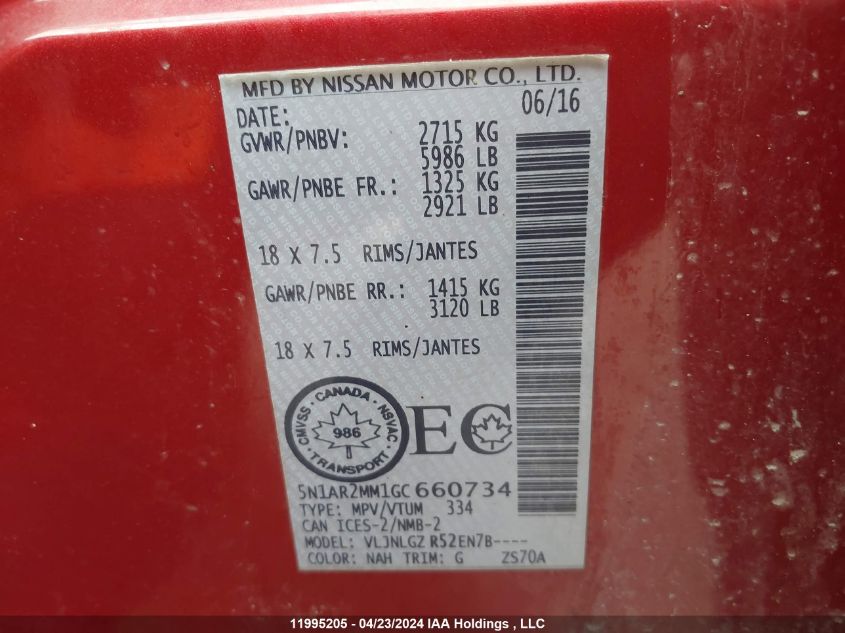 MFD BY NISSAN MOTOR CO., LTD.
DATE: 06/16
GVWR/PNBV: 2715 KG
5986 LB
GAWR/PNBE FR.: 1325 KG
2921 LB
18 X 7.5 RIMS/JANTES
GAWR/PNBE RR.: 1415 KG
3120 LB
18 X 7.5 RIMS/JANTES
CANADA
CMVSS 986 NSVAC
TRANSPORT
EC
5N1AR2MM1GC660734
TYPE: MPV/VTUM 334
CAN ICES-2/NMB-2
MODEL: VLJNLGZ R52EN7B----
COLOR: NAH TRIM: G ZS70A
11995205 - 04/23/2024 IAA Holdings , LLC